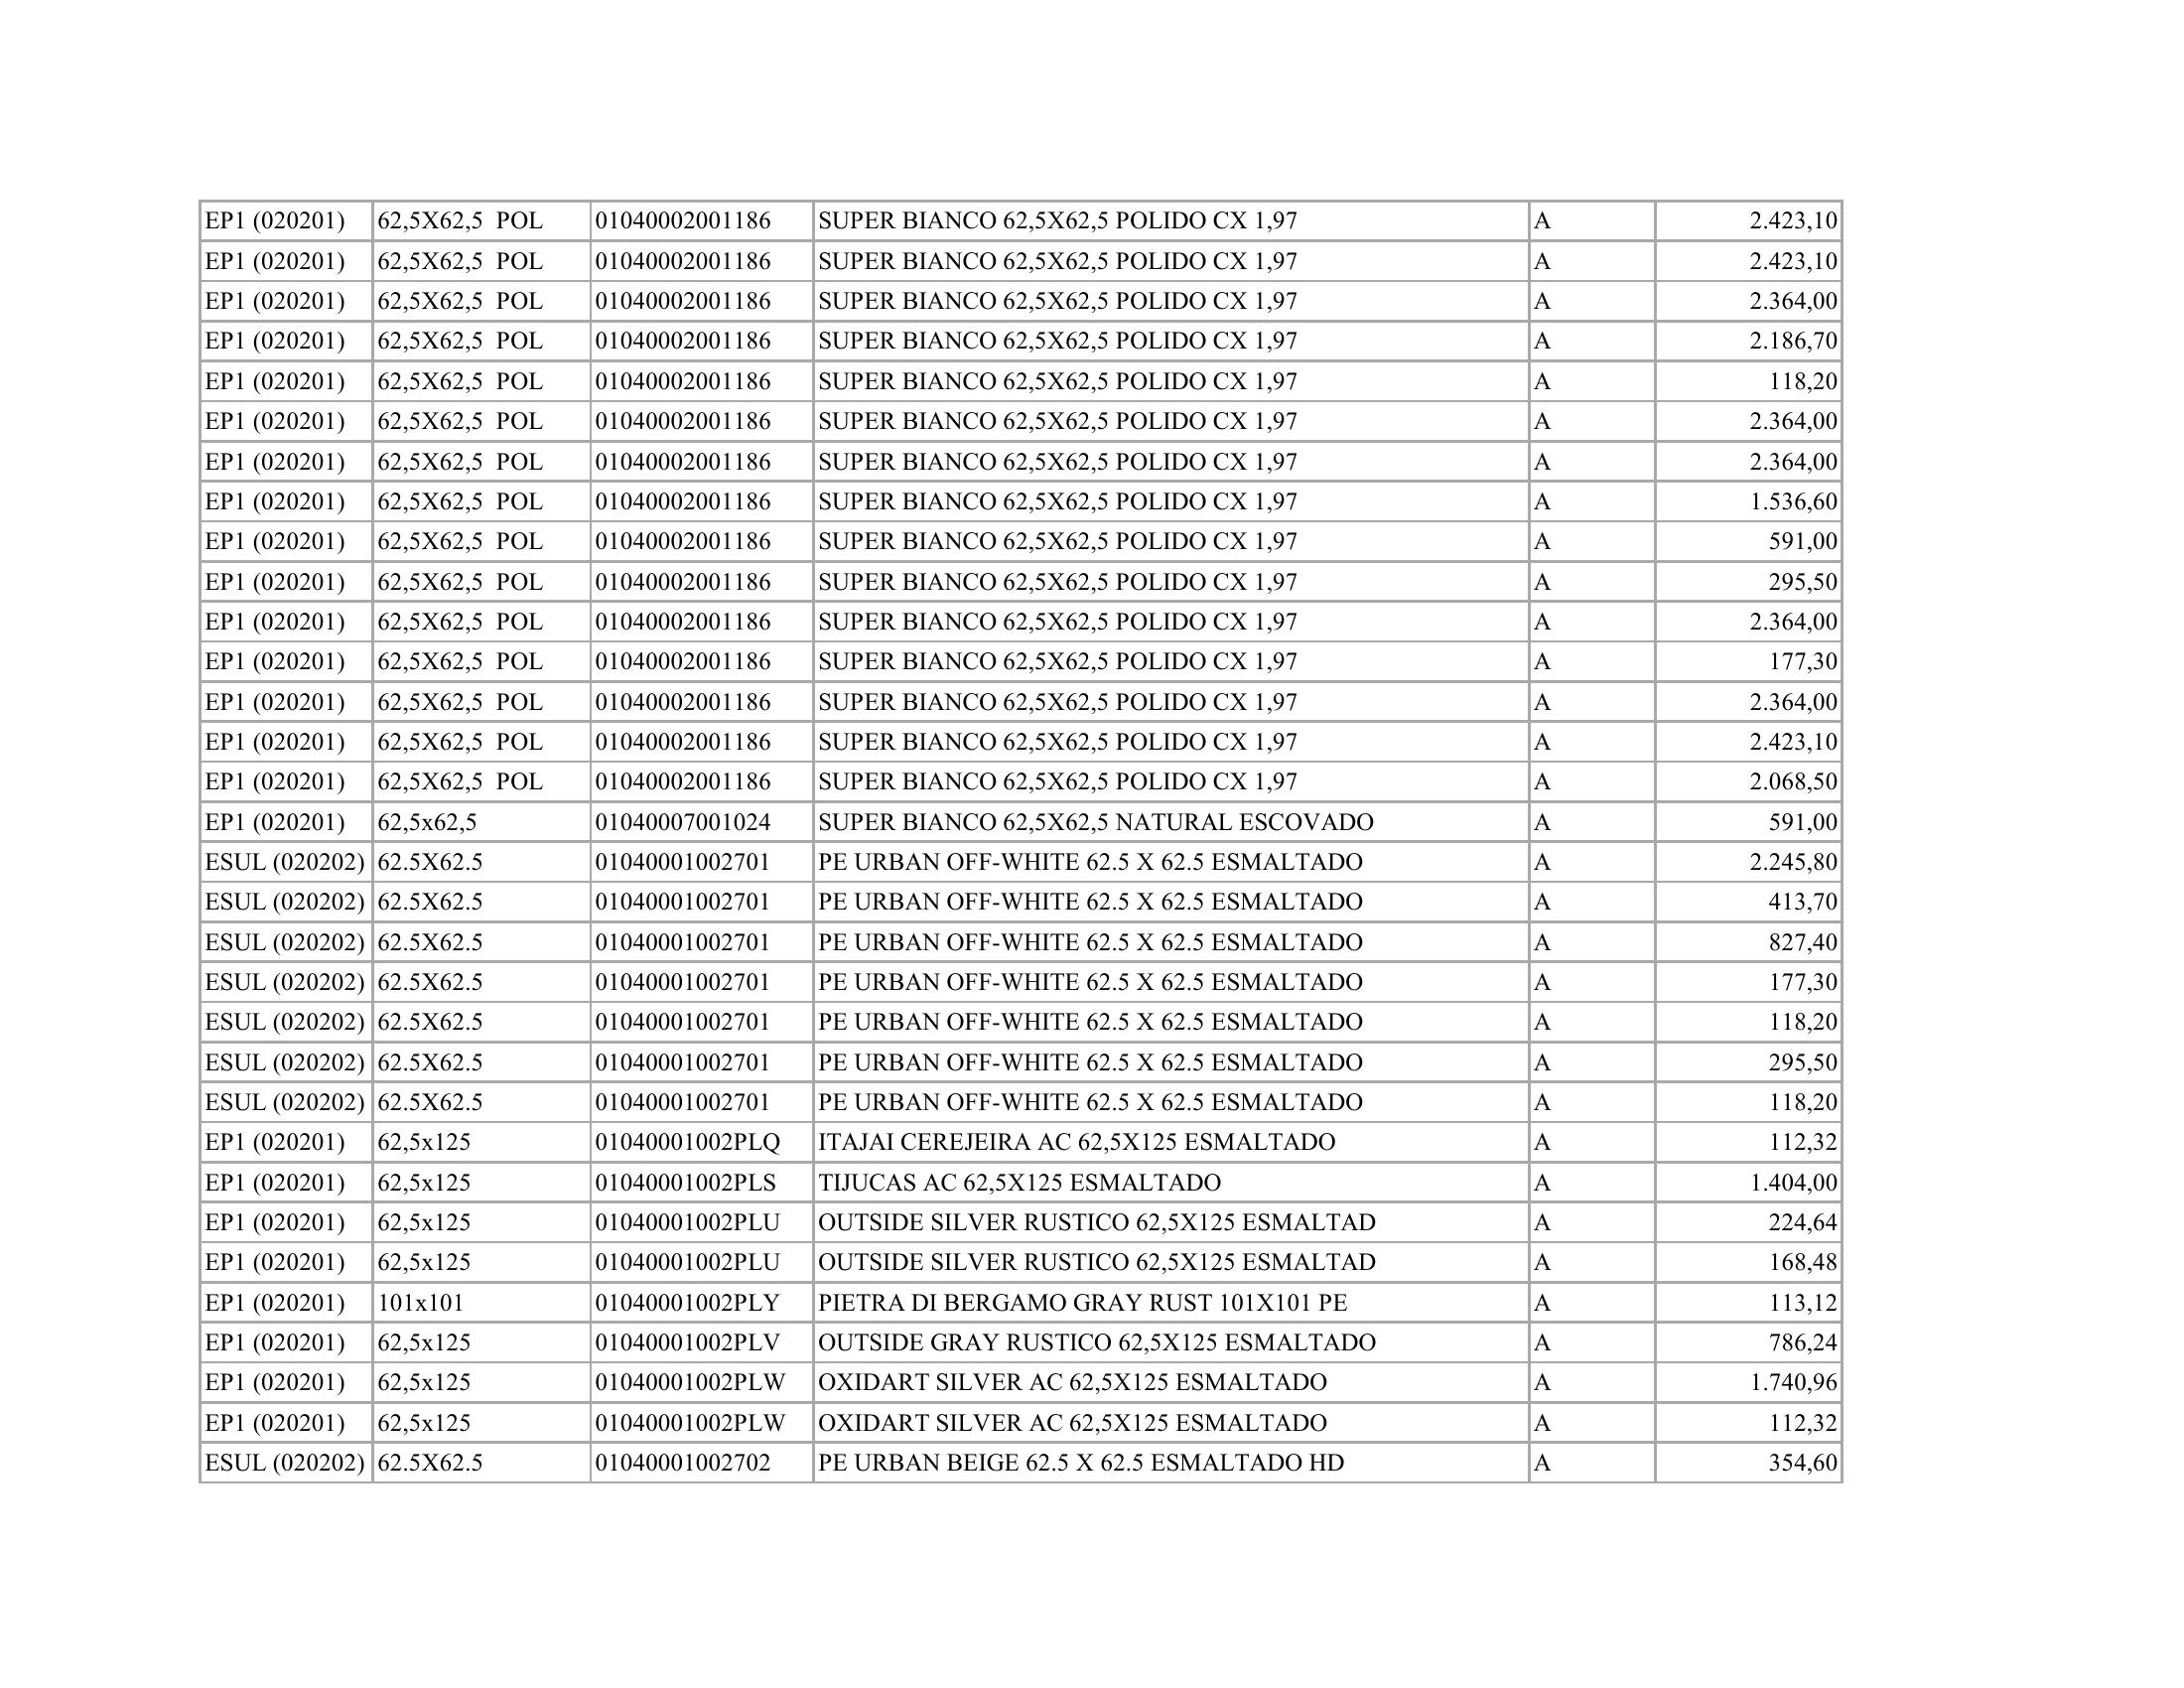 EP1 (020201) 62,5X62,5 POL 01040002001186 SUPER BIANCO 62,5X62,5 POLIDO CX 1,97 A 2.423,10
EP1 (020201) 62,5X62,5 POL 01040002001186 SUPER BIANCO 62,5X62,5 POLIDO CX 1,97 A 2.423,10
EP1 (020201) 62,5X62,5 POL 01040002001186 SUPER BIANCO 62,5X62,5 POLIDO CX 1,97 A 2.364,00
EP1 (020201) 62,5X62,5 POL 01040002001186 SUPER BIANCO 62,5X62,5 POLIDO CX 1,97 A 2.186,70
EP1 (020201) 62,5X62,5 POL 01040002001186 SUPER BIANCO 62,5X62,5 POLIDO CX 1,97 A 118,20
EP1 (020201) 62,5X62,5 POL 01040002001186 SUPER BIANCO 62,5X62,5 POLIDO CX 1,97 A 2.364,00
EP1 (020201) 62,5X62,5 POL 01040002001186 SUPER BIANCO 62,5X62,5 POLIDO CX 1,97 A 2.364,00
EP1 (020201) 62,5X62,5 POL 01040002001186 SUPER BIANCO 62,5X62,5 POLIDO CX 1,97 A 1.536,60
EP1 (020201) 62,5X62,5 POL 01040002001186 SUPER BIANCO 62,5X62,5 POLIDO CX 1,97 A 591,00
EP1 (020201) 62,5X62,5 POL 01040002001186 SUPER BIANCO 62,5X62,5 POLIDO CX 1,97 A 295,50
EP1 (020201) 62,5X62,5 POL 01040002001186 SUPER BIANCO 62,5X62,5 POLIDO CX 1,97 A 2.364,00
EP1 (020201) 62,5X62,5 POL 01040002001186 SUPER BIANCO 62,5X62,5 POLIDO CX 1,97 A 177,30
EP1 (020201) 62,5X62,5 POL 01040002001186 SUPER BIANCO 62,5X62,5 POLIDO CX 1,97 A 2.364,00
EP1 (020201) 62,5X62,5 POL 01040002001186 SUPER BIANCO 62,5X62,5 POLIDO CX 1,97 A 2.423,10
EP1 (020201) 62,5X62,5 POL 01040002001186 SUPER BIANCO 62,5X62,5 POLIDO CX 1,97 A 2.068,50
EP1 (020201) 62,5x62,5 01040007001024 SUPER BIANCO 62,5X62,5 NATURAL ESCOVADO A 591,00
ESUL (020202) 62.5X62.5 01040001002701 PE URBAN OFF-WHITE 62.5 X 62.5 ESMALTADO A 2.245,80
ESUL (020202) 62.5X62.5 01040001002701 PE URBAN OFF-WHITE 62.5 X 62.5 ESMALTADO A 413,70
ESUL (020202) 62.5X62.5 01040001002701 PE URBAN OFF-WHITE 62.5 X 62.5 ESMALTADO A 827,40
ESUL (020202) 62.5X62.5 01040001002701 PE URBAN OFF-WHITE 62.5 X 62.5 ESMALTADO A 177,30
ESUL (020202) 62.5X62.5 01040001002701 PE URBAN OFF-WHITE 62.5 X 62.5 ESMALTADO A 118,20
ESUL (020202) 62.5X62.5 01040001002701 PE URBAN OFF-WHITE 62.5 X 62.5 ESMALTADO A 295,50
ESUL (020202) 62.5X62.5 01040001002701 PE URBAN OFF-WHITE 62.5 X 62.5 ESMALTADO A 118,20
EP1 (020201) 62,5x125 01040001002PLQ ITAJAI CEREJEIRA AC 62,5X125 ESMALTADO A 112,32
EP1 (020201) 62,5x125 01040001002PLS TIJUCAS AC 62,5X125 ESMALTADO A 1.404,00
EP1 (020201) 62,5x125 01040001002PLU OUTSIDE SILVER RUSTICO 62,5X125 ESMALTAD A 224,64
EP1 (020201) 62,5x125 01040001002PLU OUTSIDE SILVER RUSTICO 62,5X125 ESMALTAD A 168,48
EP1 (020201) 101x101 01040001002PLY PIETRA DI BERGAMO GRAY RUST 101X101 PE A 113,12
EP1 (020201) 62,5x125 01040001002PLV OUTSIDE GRAY RUSTICO 62,5X125 ESMALTADO A 786,24
EP1 (020201) 62,5x125 01040001002PLW OXIDART SILVER AC 62,5X125 ESMALTADO A 1.740,96
EP1 (020201) 62,5x125 01040001002PLW OXIDART SILVER AC 62,5X125 ESMALTADO A 112,32
ESUL (020202) 62.5X62.5 01040001002702 PE URBAN BEIGE 62.5 X 62.5 ESMALTADO HD A 354,60